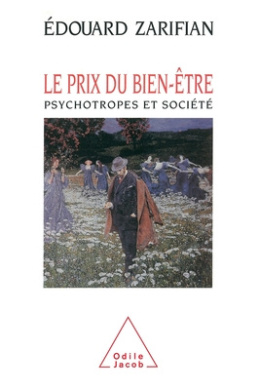 ÉDOUARD ZARIFIAN
LE PRIX DU BIEN-ÊTRE
PSYCHOTROPES ET SOCIÉTÉ
Odile
Jacob